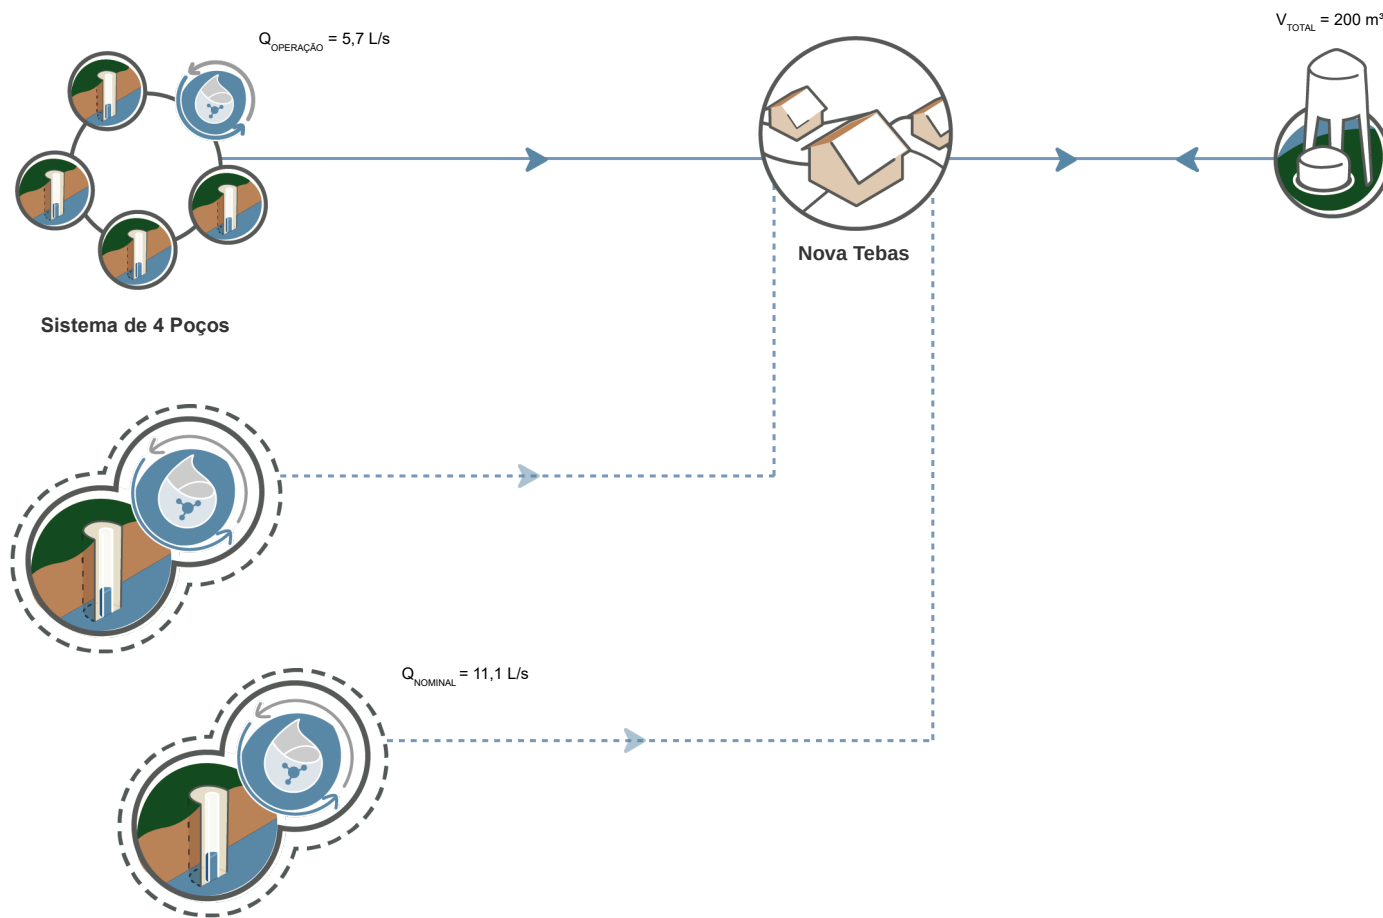 V_TOTAL = 200 m³
Q_OPERAÇÃO = 5,7 L/s
Nova Tebas
Sistema de 4 Poços
Q_NOMINAL = 11,1 L/s